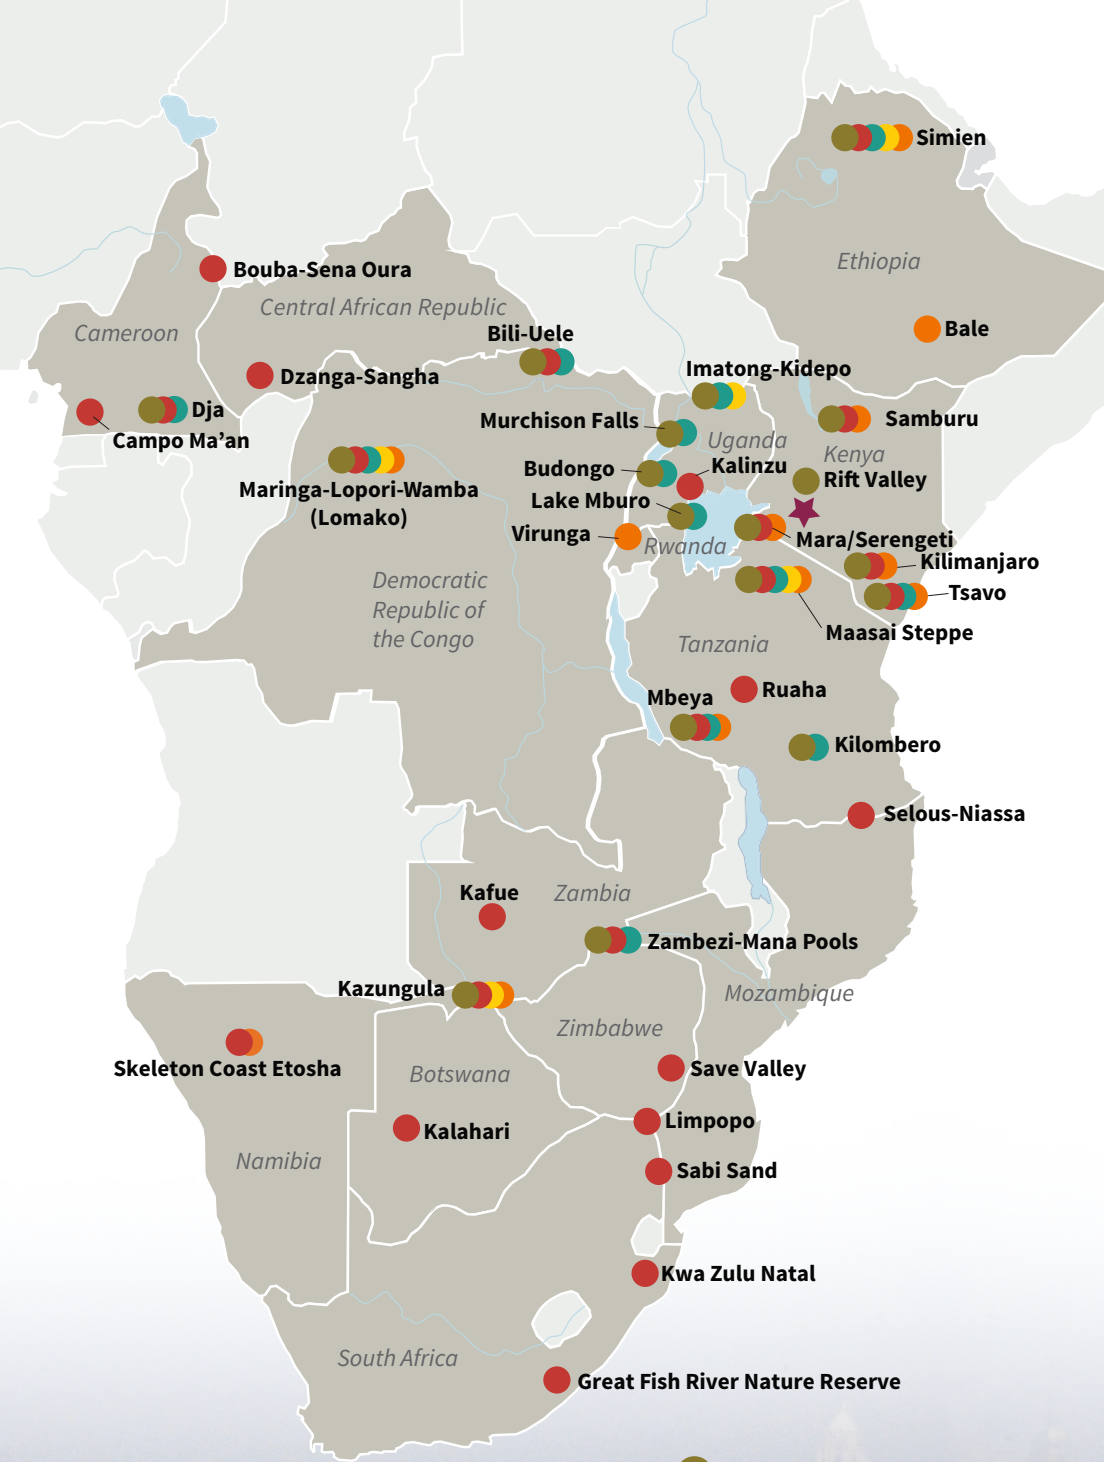 Simien
Ethiopia
Bouba-Sena Oura
Central African Republic
Cameroon
Bili-Uele
Bale
Imatong-Kidepo
Dzanga-Sangha
Dja
Campo Ma’an
Murchison Falls
Samburu
Uganda
Kenya
Kalinzu
Budongo
Rift Valley
Maringa-Lopori-Wamba
(Lomako)
Lake Mburo
Virunga
Rwanda
Mara/Serengeti
Kilimanjaro
Tsavo
Democratic
Republic of
the Congo
Maasai Steppe
Tanzania
Ruaha
Mbeya
Kilombero
Selous-Niassa
Kafue
Zambia
Zambezi-Mana Pools
Kazungula
Mozambique
Zimbabwe
Skeleton Coast Etosha
Botswana
Save Valley
Limpopo
Kalahari
Namibia
Sabi Sand
Kwa Zulu Natal
South Africa
Great Fish River Nature Reserve